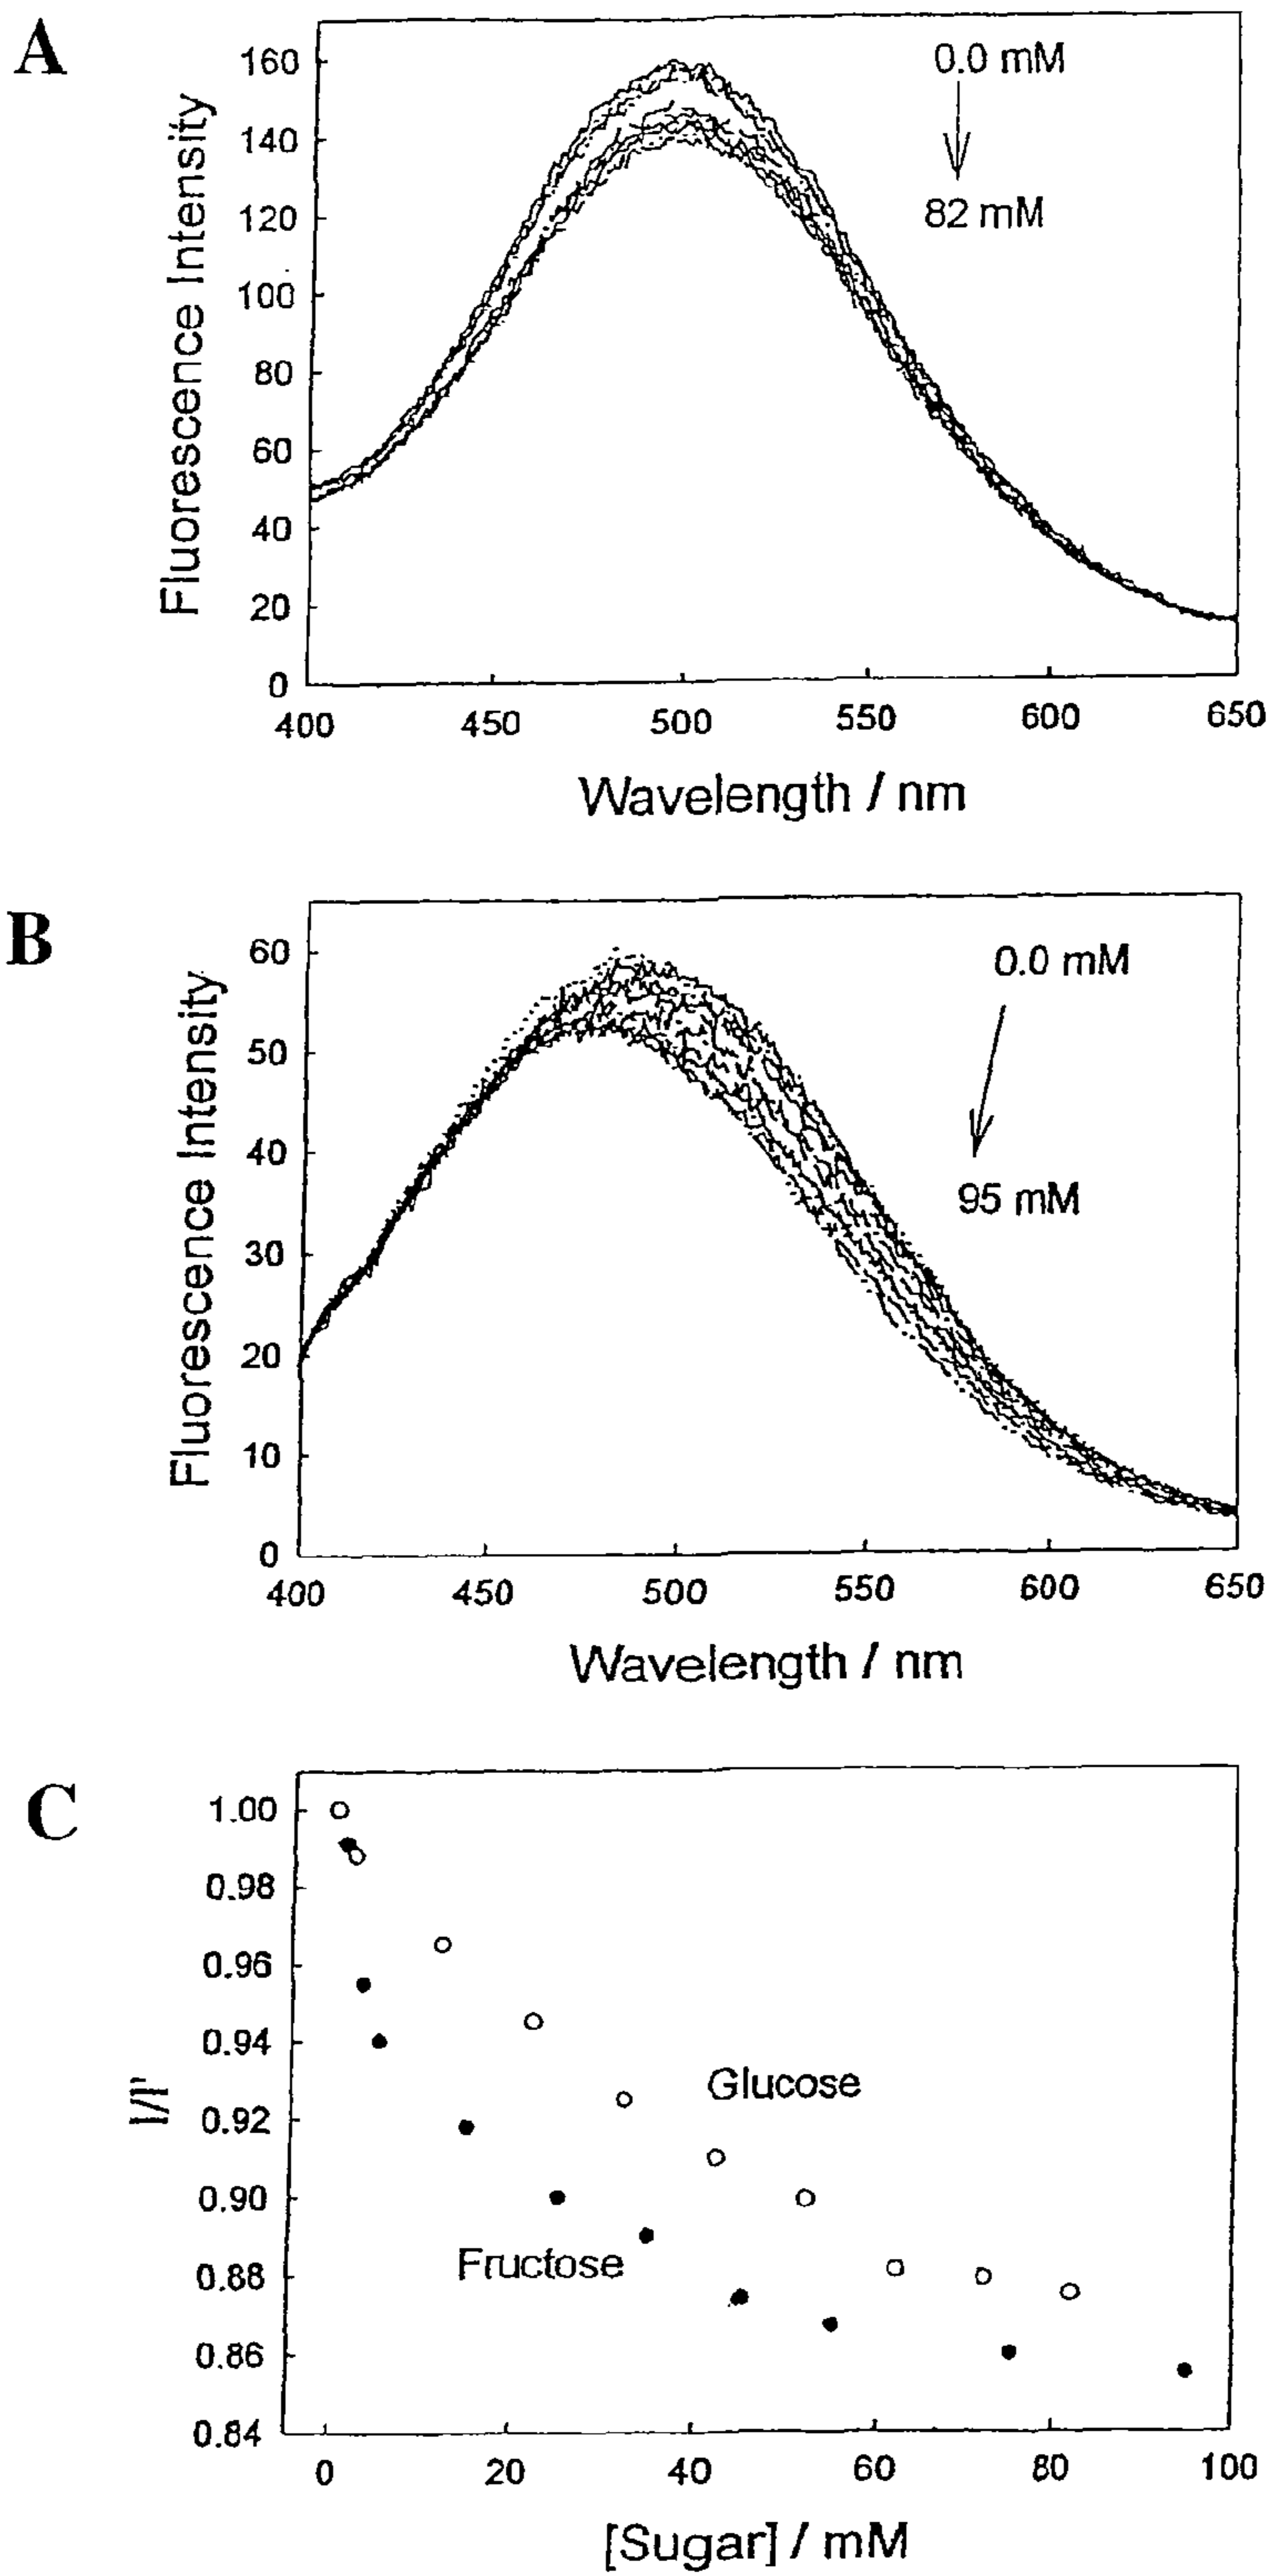 A
Fluorescence Intensity
160
140
120
100
80
60
40
20
0
0.0 mM
82 mM
400 450 500 550 600 650
Wavelength / nm
B
Fluorescence Intensity
60
50
40
30
20
10
0
0.0 mM
95 mM
400 450 500 550 600 650
Wavelength / nm
C
I/I'
1.00
0.98
0.96
0.94
0.92
0.90
0.88
0.86
0.84
Glucose
Fructose
0 20 40 60 80 100
[Sugar] / mM